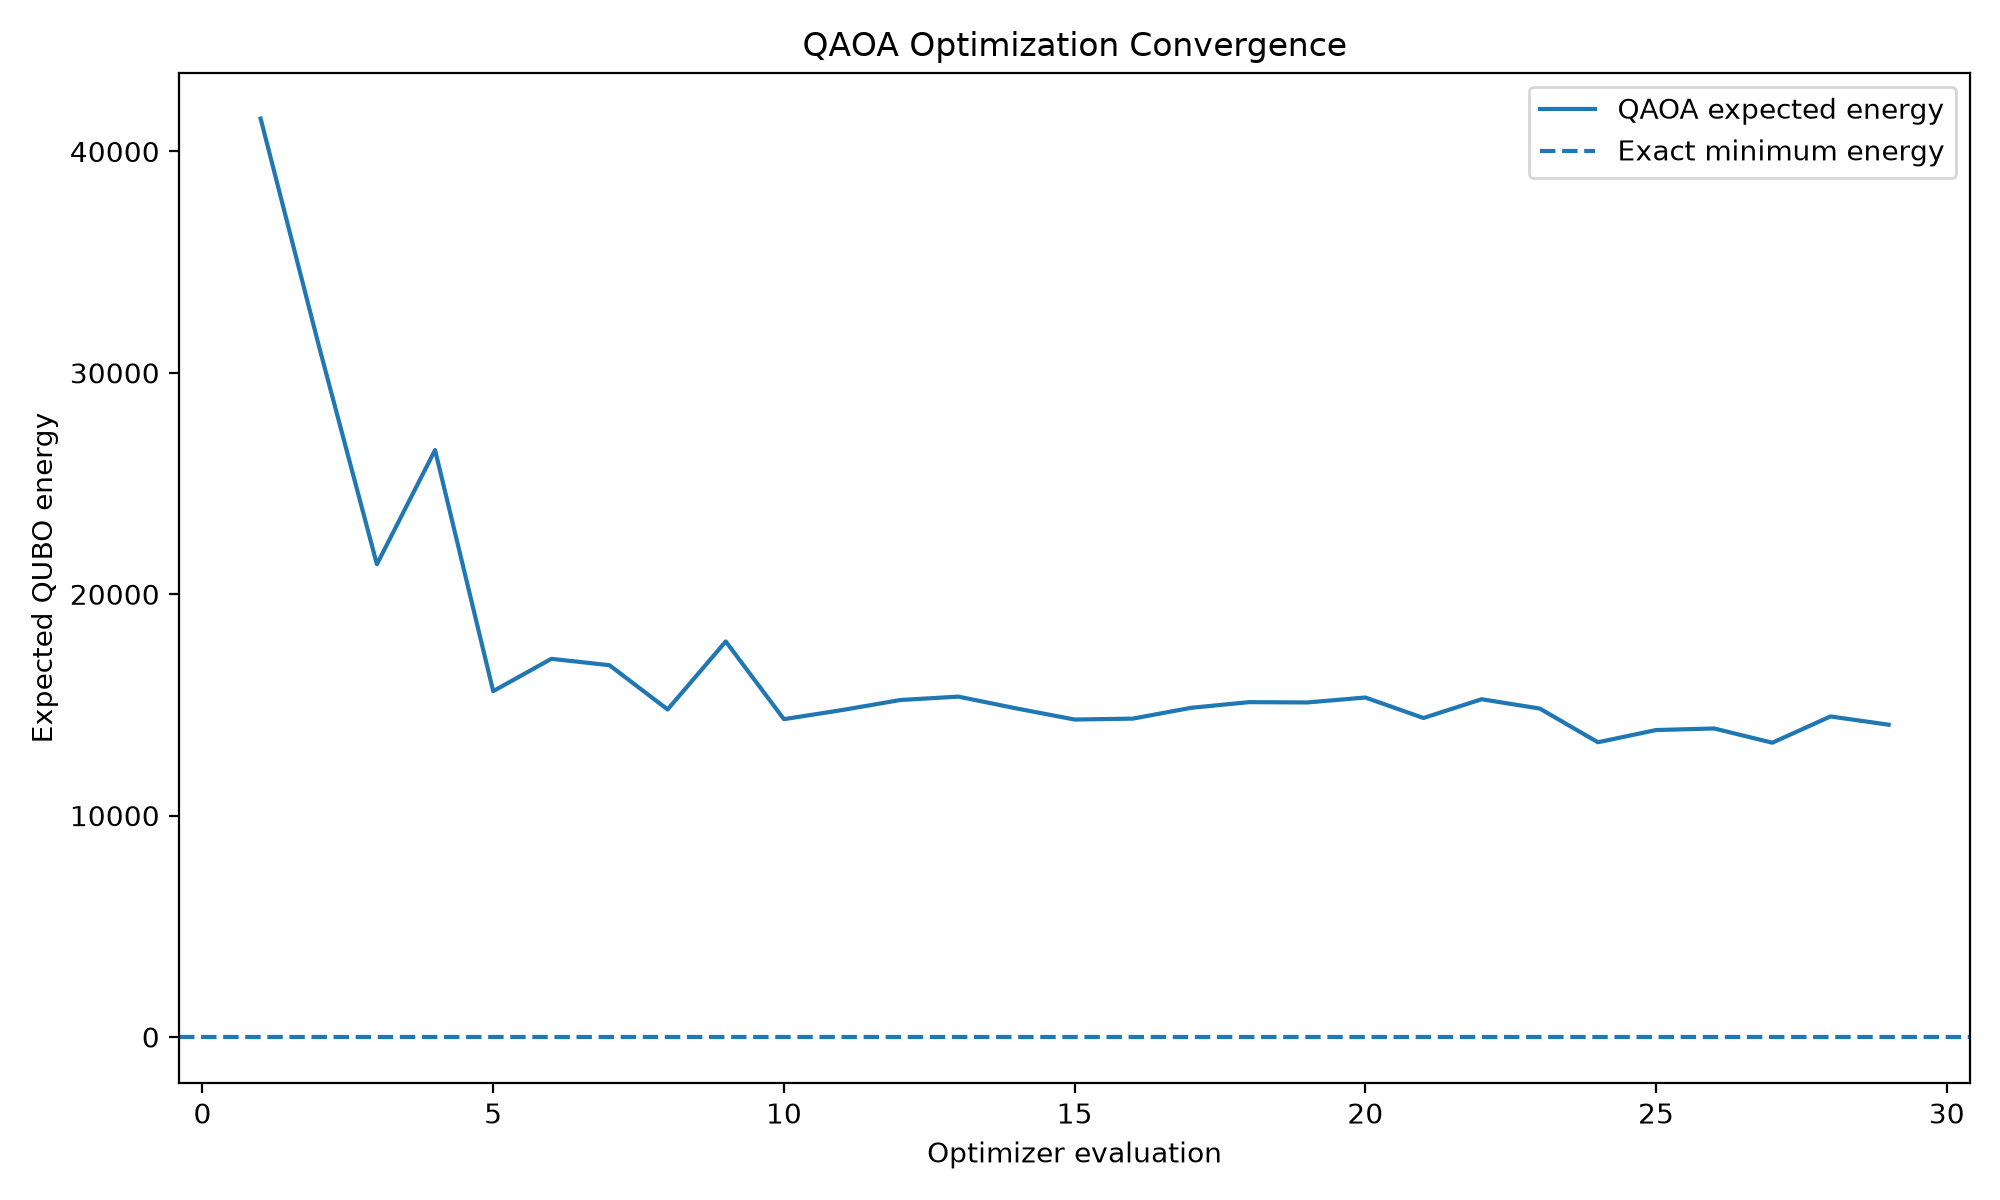 QAOA Optimization Convergence
QAOA expected energy
Exact minimum energy
Expected QUBO energy
40000
30000
20000
10000
0
0 5 10 15 20 25 30
Optimizer evaluation